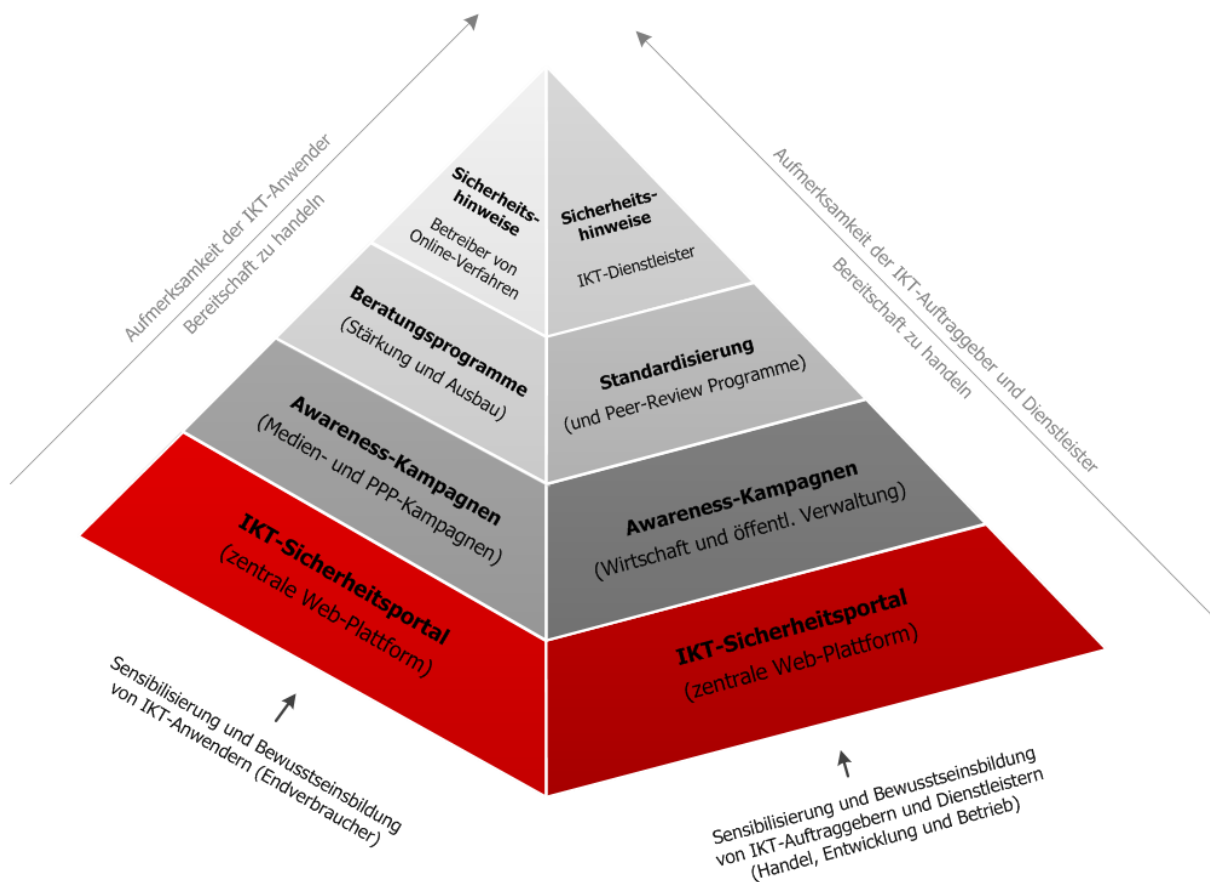 Aufmerksamkeit der IKT-Anwender
Bereitschaft zu handeln
Sicherheits-
hinweise
Betreiber von
Online-Verfahren
Beratungsprogramme
(Stärkung und Ausbau)
Awareness-Kampagnen
(Medien- und PPP-Kampagnen)
IKT-Sicherheitsportal
(zentrale Web-Plattform)
Sensibilisierung und Bewusstseinsbildung
von IKT-Anwendern (Endverbraucher)
Aufmerksamkeit der IKT-Auftraggeber und Dienstleister
Bereitschaft zu handeln
Sicherheits-
hinweise
IKT-Dienstleister
Standardisierung
(und Peer-Review Programme)
Awareness-Kampagnen
(Wirtschaft und öffentl. Verwaltung)
IKT-Sicherheitsportal
(zentrale Web-Plattform)
Sensibilisierung und Bewusstseinsbildung
von IKT-Auftraggebern und Dienstleistern
(Handel, Entwicklung und Betrieb)